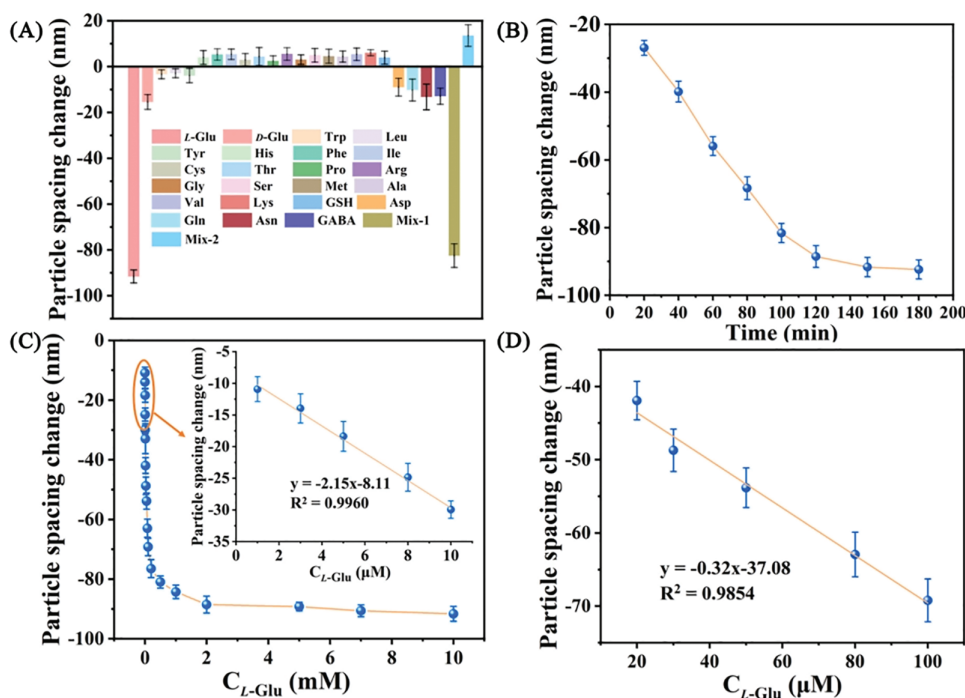 (A)
Particle spacing change (nm)
20
0
-20
-40
-60
-80
-100
L-Glu D-Glu Trp Leu
Tyr His Phe Ile
Cys Thr Pro Arg
Gly Ser Met Ala
Val Lys GSH Asp
Gln Asn GABA Mix-1
Mix-2
(B)
Particle spacing change (nm)
-20
-40
-60
-80
-100
0 20 40 60 80 100 120 140 160 180 200
Time (min)
(C)
Particle spacing change (nm)
0
-20
-40
-60
-80
-100
0 2 4 6 8 10
C L-Glu (mM)
Particle spacing change (nm)
-5
-10
-15
-20
-25
-30
-35
y = -2.15x-8.11
R² = 0.9960
0 2 4 6 8 10
C L-Glu (μM)
(D)
Particle spacing change (nm)
-40
-50
-60
-70
y = -0.32x-37.08
R² = 0.9854
20 40 60 80 100
C L-Glu (μM)